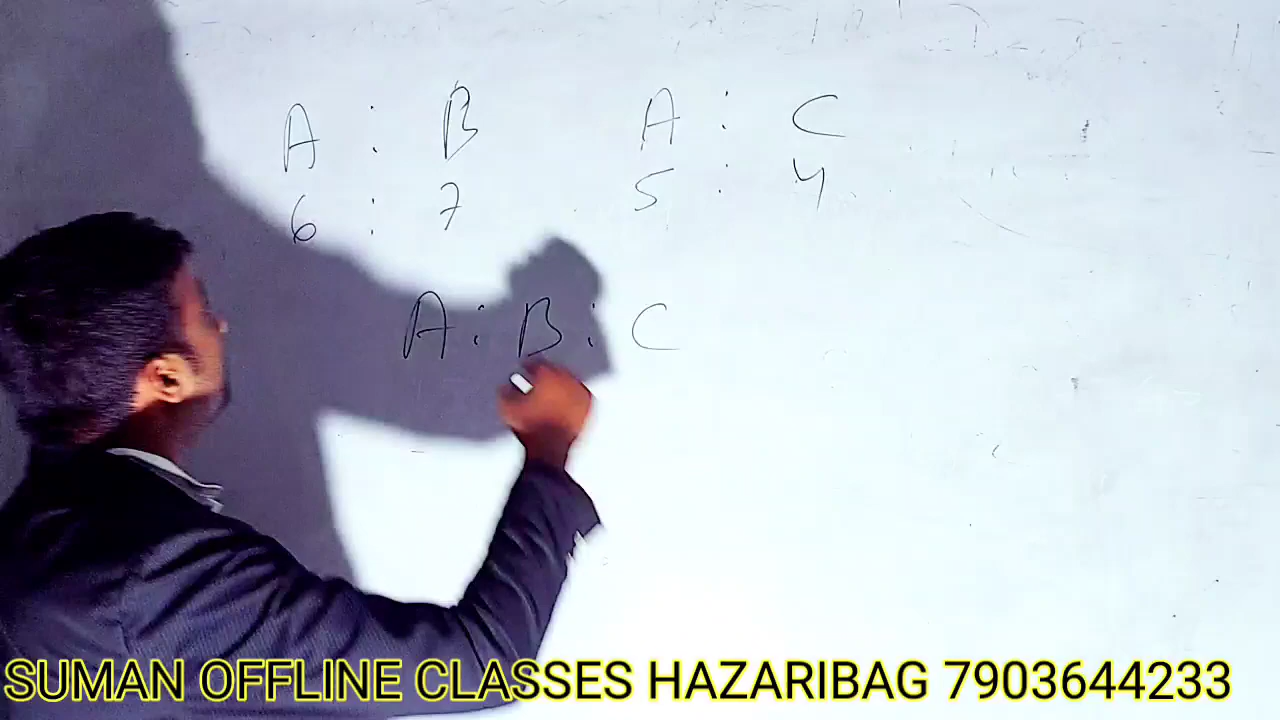 A : B A : C
6 : 7 5 : 4
A : B : C
SUMAN OFFLINE CLASSES HAZARIBAG 7903644233